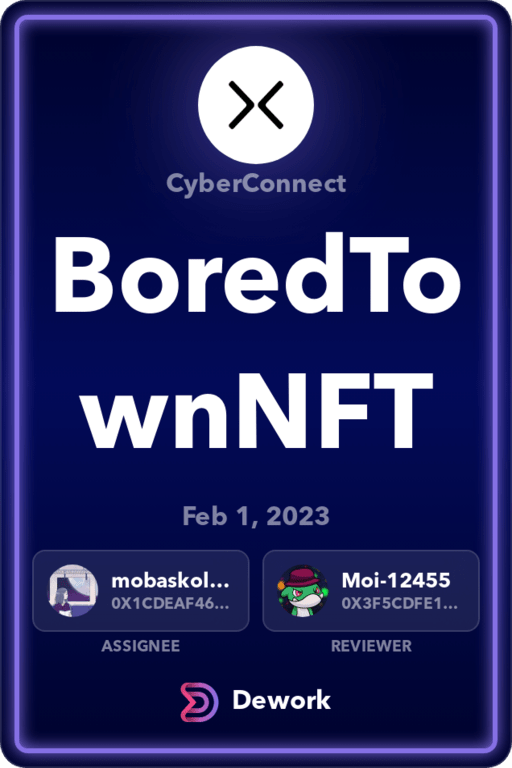 CyberConnect
BoredTo
wnNFT
Feb 1, 2023
mobaskol...
0X1CDEAF46...
ASSIGNEE
Moi-12455
0X3F5CDFE1...
REVIEWER
Dework